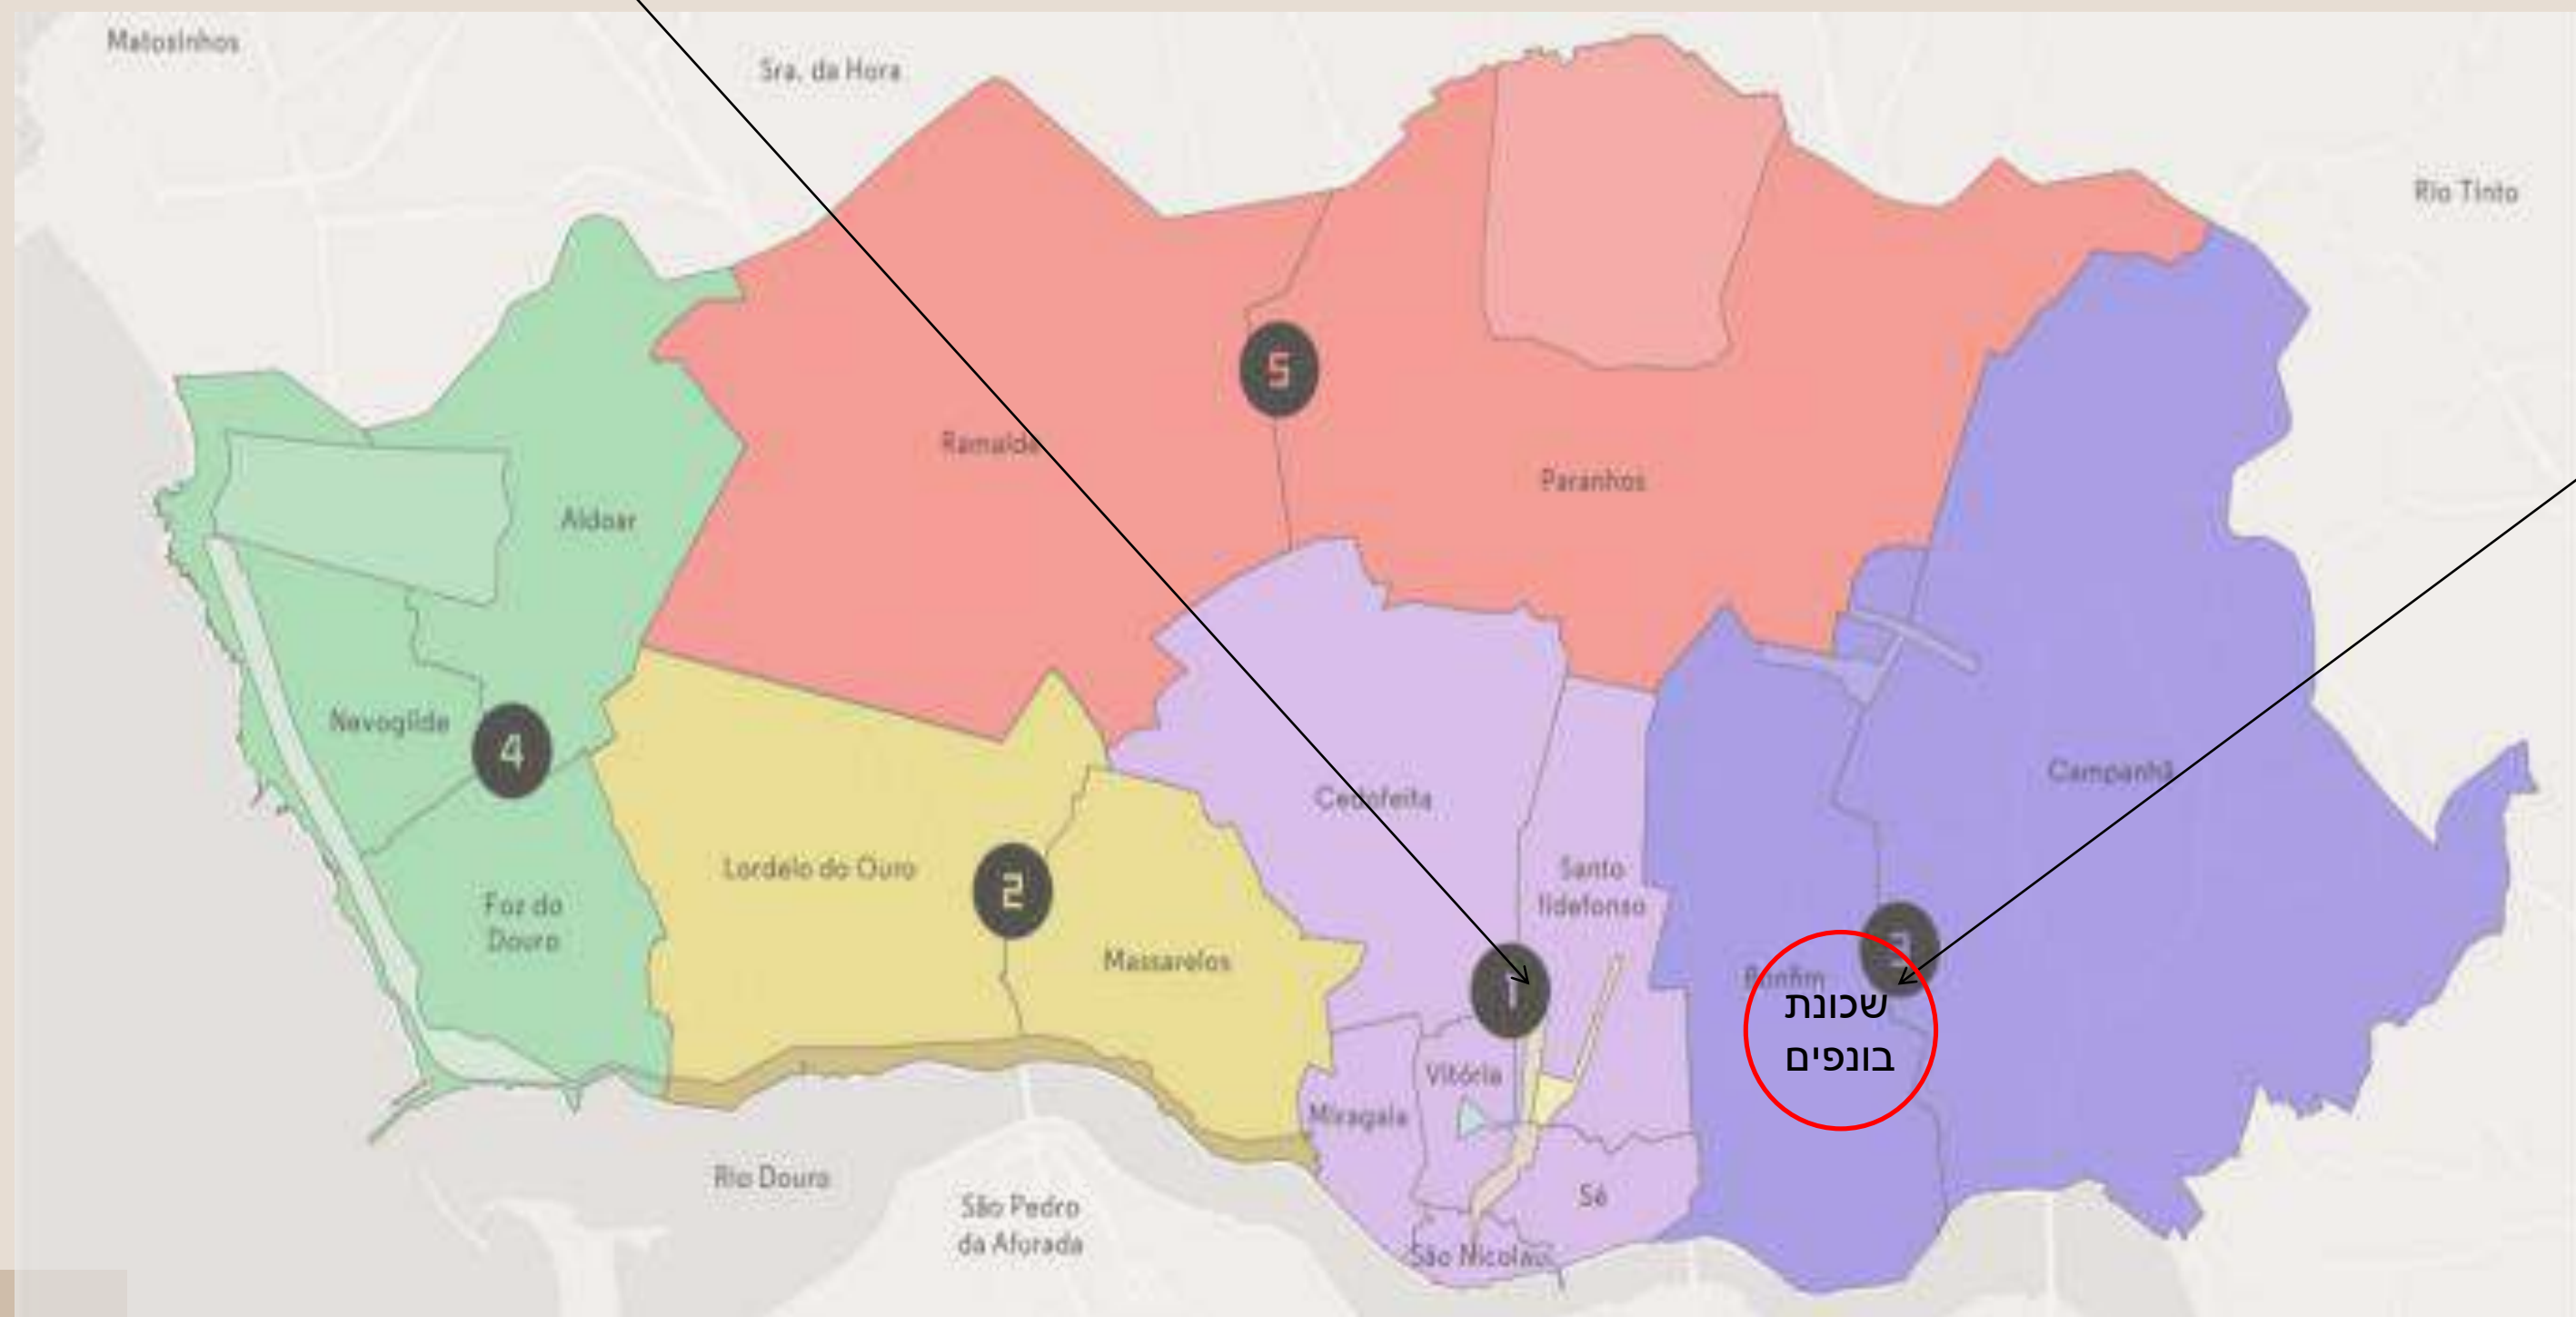 Matosinhos
Sra. da Hora
Rio Tinto
5
Ramalde
Paranhos
Aldoar
Nevogilde
4
Campanhã
Cedofeita
Lordelo do Ouro
2
Santo
Ildefonso
Foz do
Douro
Massarelos
1
3
Bonfim
שכונת
בונפים
Vitória
Miragaia
Rio Douro
São Pedro
da Afurada
Sé
São Nicolau